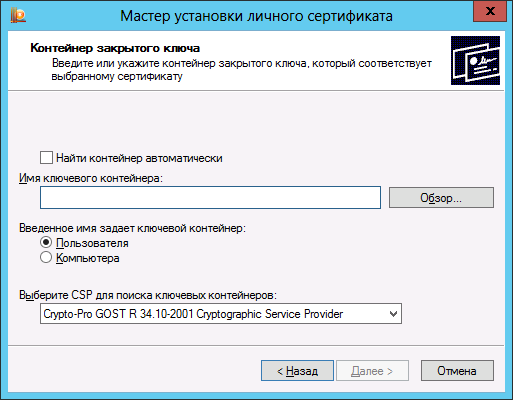 Мастер установки личного сертификата
Контейнер закрытого ключа
Введите или укажите контейнер закрытого ключа, который соответствует
выбранному сертификату
Найти контейнер автоматически
Имя ключевого контейнера:
Обзор...
Введенное имя задает ключевой контейнер:
Пользователя
Компьютера
Выберите CSP для поиска ключевых контейнеров:
Crypto-Pro GOST R 34.10-2001 Cryptographic Service Provider
< Назад
Далее >
Отмена